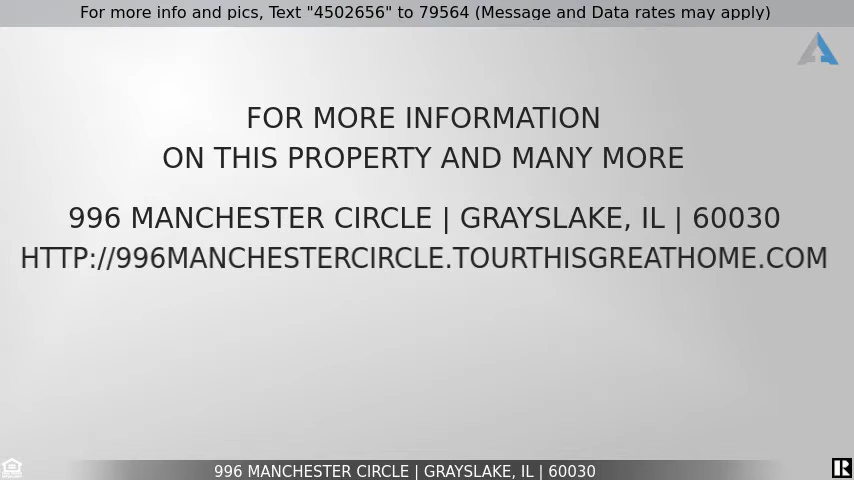 For more info and pics, Text "4502656" to 79564 (Message and Data rates may apply)
FOR MORE INFORMATION
ON THIS PROPERTY AND MANY MORE
996 MANCHESTER CIRCLE | GRAYSLAKE, IL | 60030
HTTP://996MANCHESTERCIRCLE.TOURTHISGREATHOME.COM
996 MANCHESTER CIRCLE | GRAYSLAKE, IL | 60030